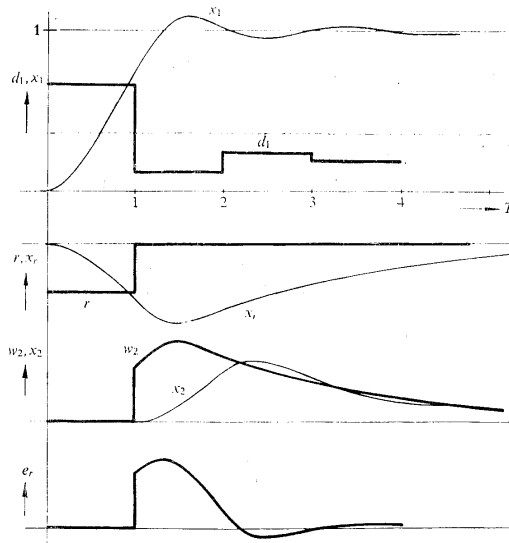 x₁
1
d₁, x₁
d₁
1 2 3 4 T
r, xᵣ
r
xᵣ
w₂, x₂
w₂
x₂
eᵣ